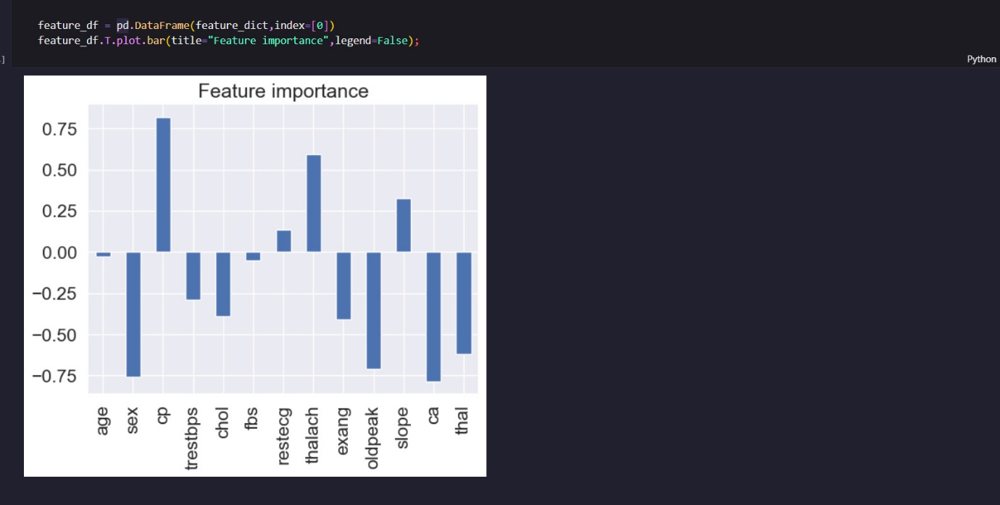 feature_df = pd.DataFrame(feature_dict,index=[0])
feature_df.T.plot.bar(title="Feature importance",legend=False);
]
Python
Feature importance
0.75
0.50
0.25
0.00
−0.25
−0.50
−0.75
age
sex
cp
trestbps
chol
fbs
restecg
thalach
exang
oldpeak
slope
ca
thal